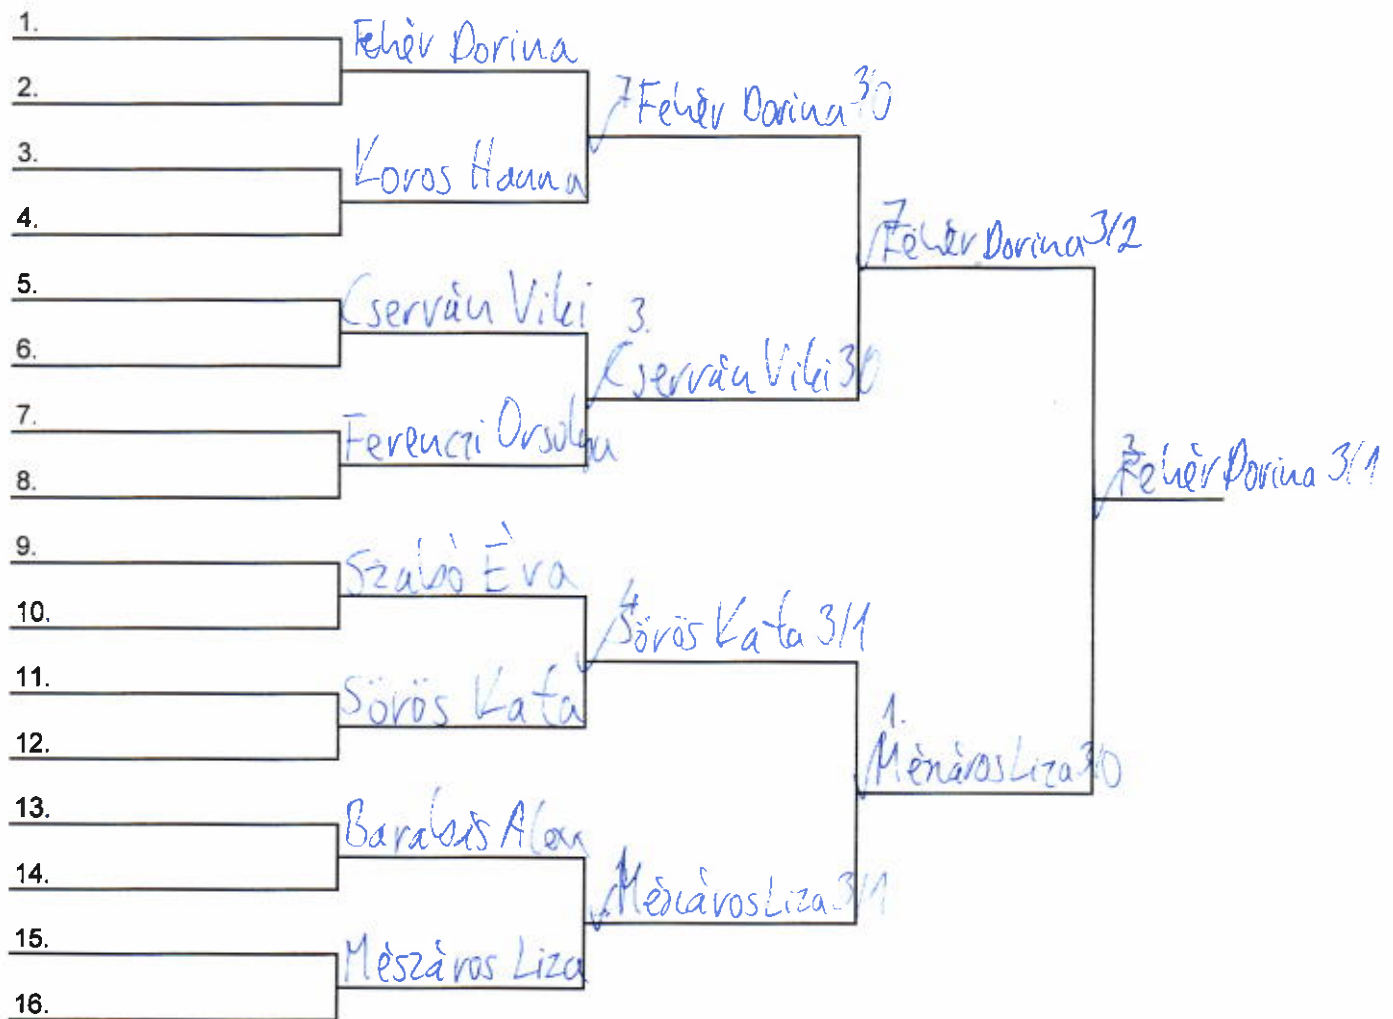 1.
Fehér Dorina
2.
7 Fehér Dorina 3/0
3.
Koros Hanna
4.
7 Fehér Dorina 3/2
5.
Cserván Viki
3.
6.
Cserván Viki 3/0
7.
Ferenczi Orsolya
8.
Fehér Dorina 3/1
9.
Szabó Éva
10.
4 Sörös Kata 3/1
11.
Sörös Kata
12.
1.
Mészáros Liza 3/0
13.
Barabás
14.
Mészáros Liza 3/1
15.
Mészáros Liza
16.